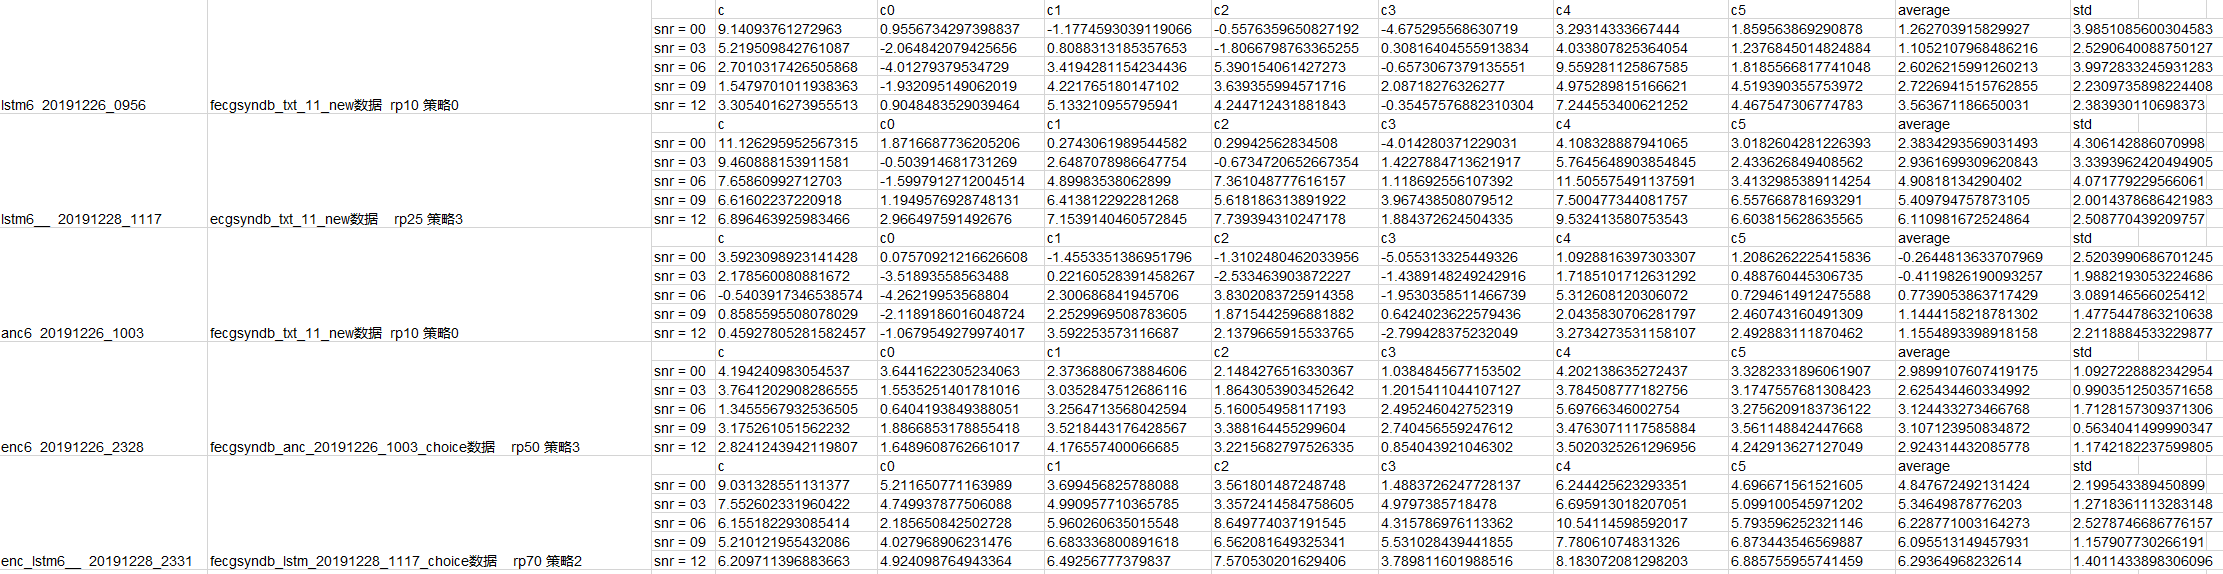 c c0 c1 c2 c3 c4 c5 average std
snr = 00 9.14093761272963 0.9556734297398837 -1.1774593039119066 -0.5576359650827192 -4.675295568630719 3.29314333667444 1.859563869290878 1.262703915829927 3.9851085600304583
snr = 03 5.219509842761087 -2.064842079425656 0.8088313185357653 -1.8066798763365255 0.30816404555913834 4.033807825364054 1.2376845014824884 1.1052107968486216 2.5290640088750127
snr = 06 2.7010317426505868 -4.01279379534729 3.4194281154234436 5.390154061427273 -0.6573067379135551 9.559281125867585 1.8185566817741048 2.6026215991260213 3.9972833245931283
snr = 09 1.5479701011938363 -1.932095149062019 4.221765180147102 3.639355994571716 2.08718276326277 4.975289815166621 4.519390355753972 2.7226941515762855 2.2309735898224408
lstm6 20191226_0956 fecgsyndb_txt_11_new数据 rp10 策略0 snr = 12 3.3054016273955513 0.9048483529039464 5.133210955795941 4.244712431881843 -0.35457576882310304 7.244553400621252 4.467547306774783 3.563671186650031 2.383930110698373
c c0 c1 c2 c3 c4 c5 average std
snr = 00 11.126295952567315 1.8716687736205206 0.2743061989544582 0.29942562834508 -4.014280371229031 4.108328887941065 3.0182604281226393 2.3834293569031493 4.306142886070998
snr = 03 9.460888153911581 -0.503914681731269 2.6487078986647754 -0.6734720652667354 1.4227884713621917 5.7645648903854845 2.433626849408562 2.9361699309620843 3.3393962420494905
snr = 06 7.65860992712703 -1.5997912712004514 4.89983538062899 7.361048777616157 1.118692556107392 11.505575491137591 3.4132985389114254 4.90818134290402 4.071779229566061
snr = 09 6.61602237220918 1.1949576928748131 6.413812292281268 5.618186313891922 3.967438508079512 7.500477344081757 6.557668781693291 5.409794757873105 2.0014378686421983
lstm6__ 20191228_1117 ecgsyndb_txt_11_new数据 rp25 策略3 snr = 12 6.896463925983466 2.966497591492676 7.1539140460572845 7.739394310247178 1.884372624504335 9.532413580753543 6.603815628635565 6.110981672524864 2.508770439209757
c c0 c1 c2 c3 c4 c5 average std
snr = 00 3.5923098923141428 0.07570921216626608 -1.4553351386951796 -1.3102480462033956 -5.055313325449326 1.0928816397303307 1.2086262225415836 -0.2644813633707969 2.5203990686701245
snr = 03 2.178560080881672 -3.51893558563488 0.22160528391458267 -2.533463903872227 -1.4389148249242916 1.7185101712631292 0.488760445306735 -0.4119826190093257 1.9882193053224686
snr = 06 -0.5403917346538574 -4.26219953568804 2.300686841945706 3.8302083725914358 -1.9530358511466739 5.312608120306072 0.7294614912475588 0.7739053863717429 3.089146566025412
snr = 09 0.8585595508078029 -2.1189186016048724 2.2529969508783605 1.8715442596881882 0.6424023622579436 2.0435830706281797 2.460743160491309 1.1444158218781302 1.4775447863210638
anc6 20191226_1003 fecgsyndb_txt_11_new数据 rp10 策略0 snr = 12 0.45927805281582457 -1.0679549279974017 3.592253573116687 2.1379665915533765 -2.799428375232049 3.2734273531158107 2.492883111870462 1.1554893398918158 2.2118884533229877
c c0 c1 c2 c3 c4 c5 average std
snr = 00 4.194240983054537 3.6441622305234063 2.3736880673884606 2.1484276516330367 1.0384845677153502 4.202138635272437 3.3282331896061907 2.9899107607419175 1.0927228882342954
snr = 03 3.7641202908286555 1.5535251401781016 3.0352847512686116 1.8643053903452642 1.2015411044107127 3.784508777182756 3.1747557681308423 2.625434460334992 0.9903512503571658
snr = 06 1.3455567932536505 0.6404193849388051 3.2564713568042594 5.160054958117193 2.495246042752319 5.69766346002754 3.2756209183736122 3.124433273466768 1.7128157309371306
snr = 09 3.175261051562232 1.8866853178855418 3.5218443176428567 3.388164455299604 2.740456559247612 3.4763071117585884 3.561148842447668 3.107123950834872 0.5634041499990347
enc6 20191226_2328 fecgsyndb_anc_20191226_1003_choice数据 rp50 策略3 snr = 12 2.8241243942119807 1.6489608762661017 4.176557400066685 3.2215682797526335 0.854043921046302 3.5020325261296956 4.242913627127049 2.924314432085778 1.1742182237599805
c c0 c1 c2 c3 c4 c5 average std
snr = 00 9.031328551131377 5.211650771163989 3.699456825788088 3.561801487248748 1.4883726247728137 6.244425623293351 4.696671561521605 4.847672492131424 2.199543389450899
snr = 03 7.552602331960422 4.749937877506088 4.990957710365785 3.3572414584758605 4.9797385718478 6.695913018207051 5.099100545971202 5.34649878776203 1.2718361113283148
snr = 06 6.155182293085414 2.185650842502728 5.960260635015548 8.649774037191545 4.315786976113362 10.54114598592017 5.793596252322146 6.228771003164273 2.5278746686776157
snr = 09 5.210121955432086 4.027968906231476 6.683336800891618 6.562081649325341 5.531028439441855 7.78061074831326 6.873443546569887 6.095513149457931 1.157907730266191
enc_lstm6__ 20191228_2331 fecgsyndb_lstm_20191228_1117_choice数据 rp70 策略2 snr = 12 6.209711396883663 4.924098764943364 6.49256777379837 7.570530201629406 3.789811601988516 8.183072081298203 6.885755955741459 6.29364968232614 1.4011433898306096